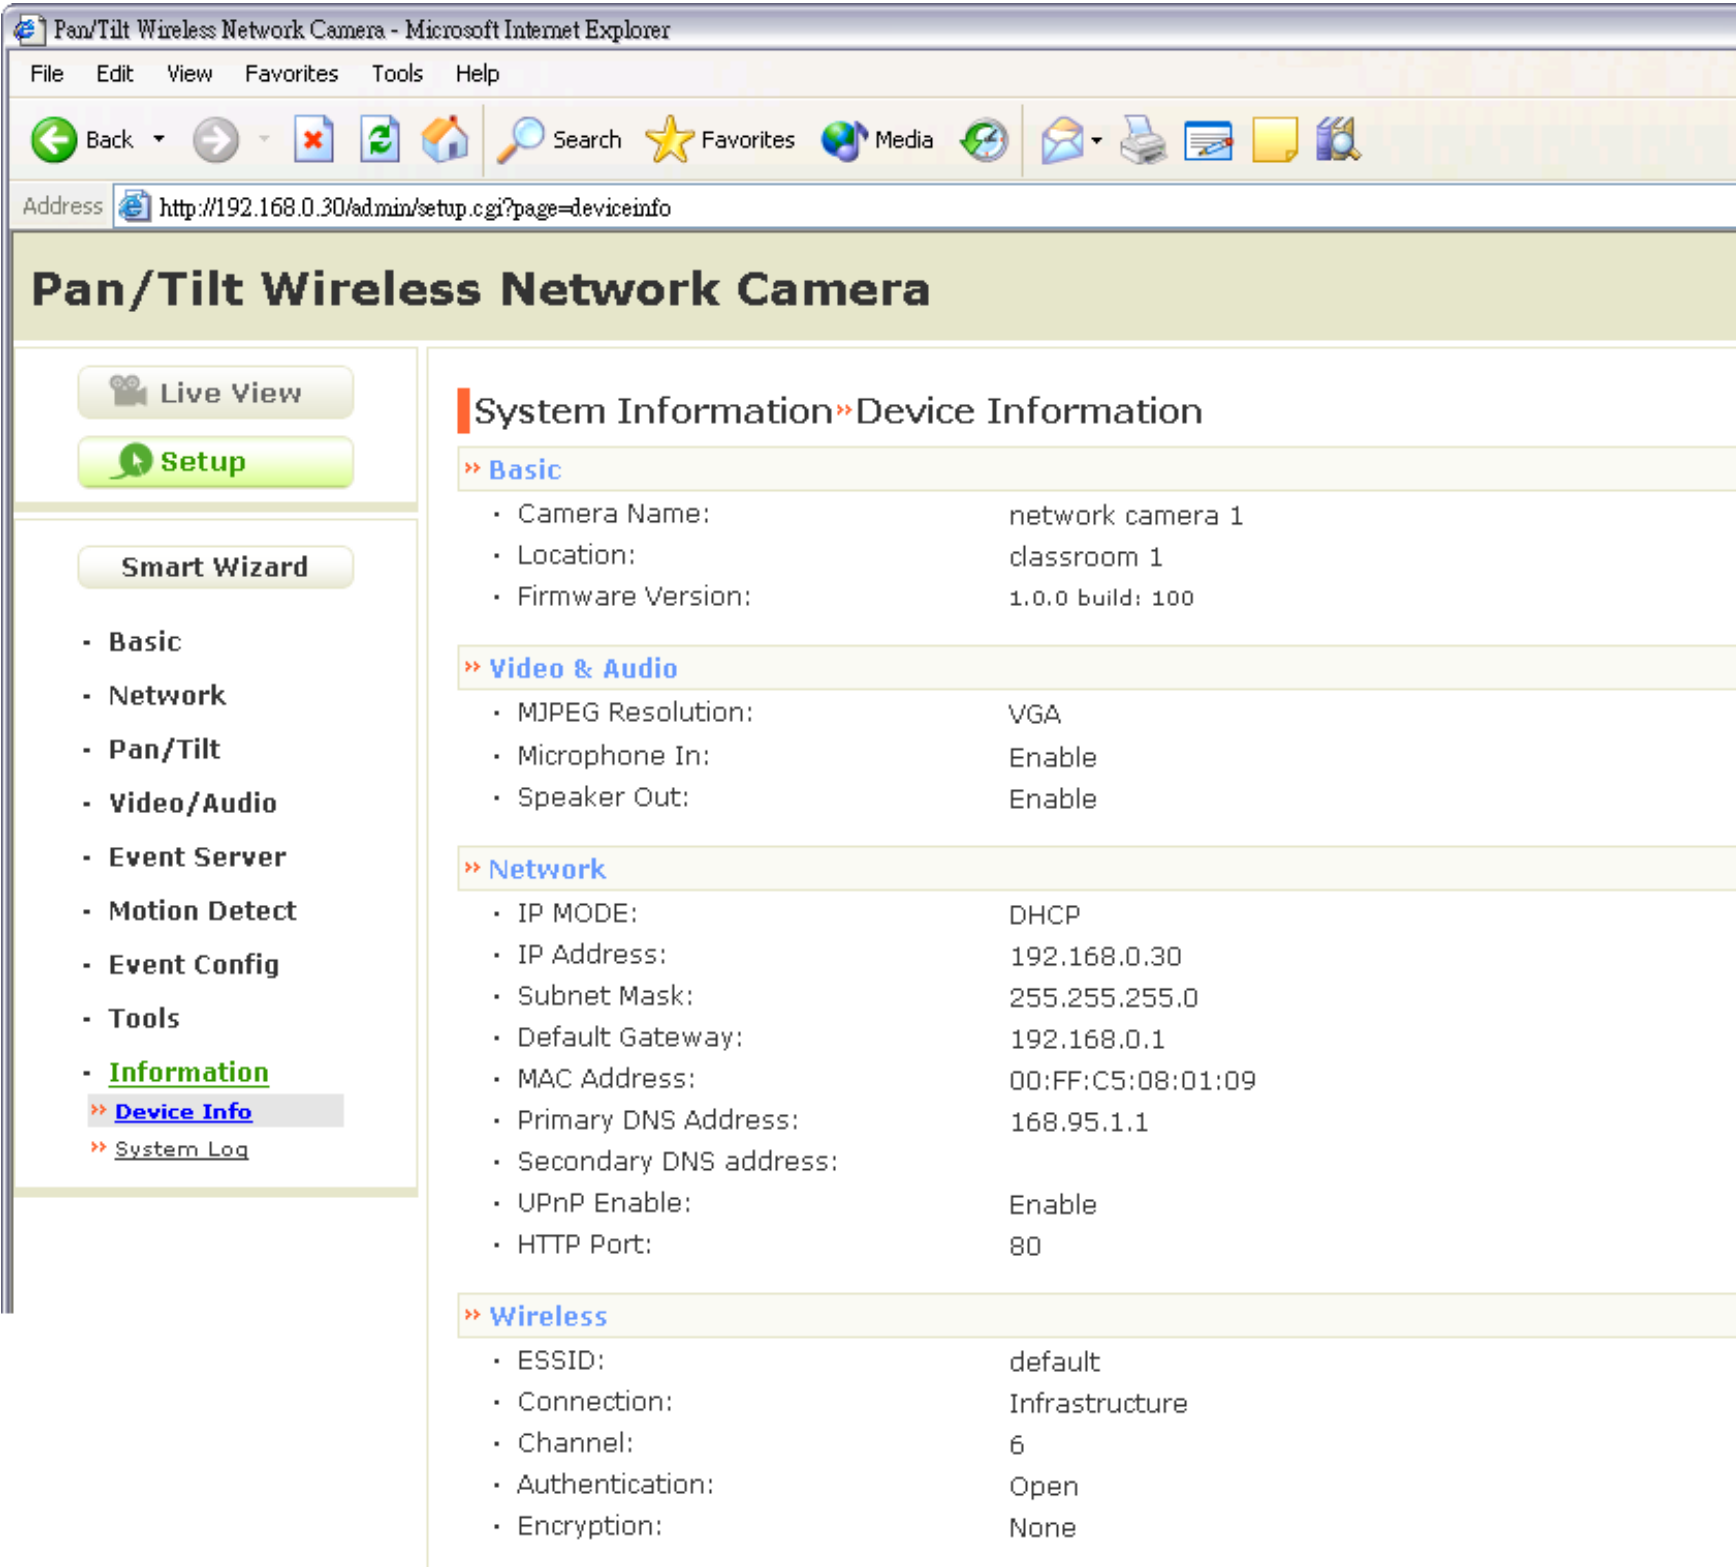 Pan/Tilt Wireless Network Camera - Microsoft Internet Explorer
File Edit View Favorites Tools Help
Back Search Favorites Media
Address http://192.168.0.30/admin/setup.cgi?page=deviceinfo
Pan/Tilt Wireless Network Camera
Live View
Setup
Smart Wizard
- Basic
- Network
- Pan/Tilt
- Video/Audio
- Event Server
- Motion Detect
- Event Config
- Tools
- Information
» Device Info
» System Log
System Information»Device Information
» Basic
· Camera Name: network camera 1
· Location: classroom 1
· Firmware Version: 1.0.0 build: 100
» Video & Audio
· MJPEG Resolution: VGA
· Microphone In: Enable
· Speaker Out: Enable
» Network
· IP MODE: DHCP
· IP Address: 192.168.0.30
· Subnet Mask: 255.255.255.0
· Default Gateway: 192.168.0.1
· MAC Address: 00:FF:C5:08:01:09
· Primary DNS Address: 168.95.1.1
· Secondary DNS address:
· UPnP Enable: Enable
· HTTP Port: 80
» Wireless
· ESSID: default
· Connection: Infrastructure
· Channel: 6
· Authentication: Open
· Encryption: None